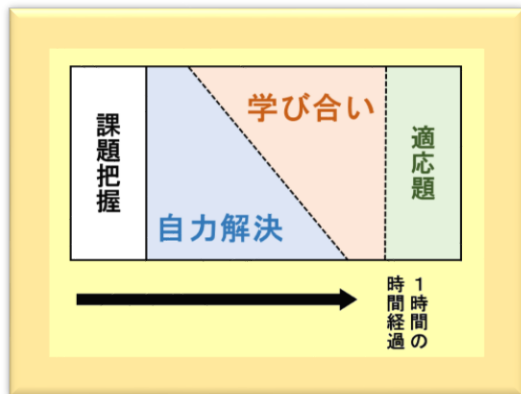 課題把握
自力解決
学び合い
適応題
1時間の
時間経過